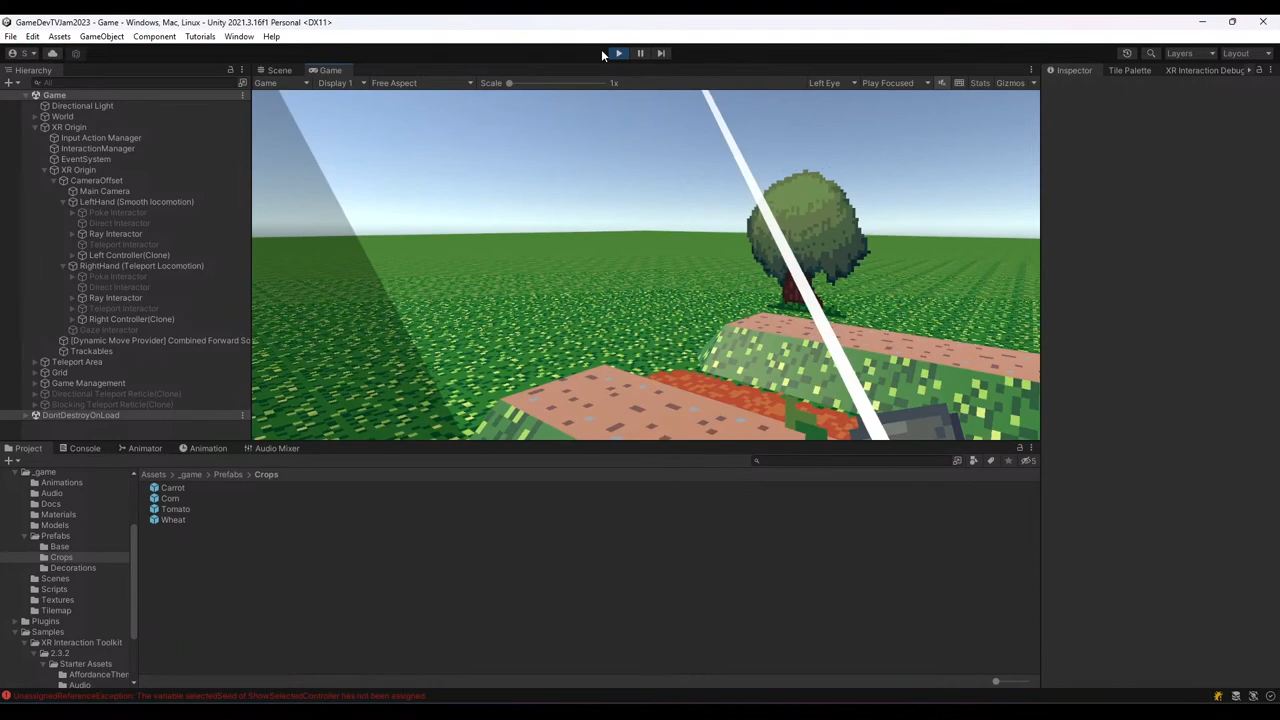 GameDevTVJam2023 - Game - Windows, Mac, Linux - Unity 2021.3.16f1 Personal <DX11>
File Edit Assets GameObject Component Tutorials Window Help
S Layers Layout
Hierarchy Scene Game Inspector Tile Palette XR Interaction Debug
All Game Display 1 Free Aspect Scale 1x Left Eye Play Focused Stats Gizmos
Game
Directional Light
World
XR Origin
Input Action Manager
InteractionManager
EventSystem
XR Origin
CameraOffset
Main Camera
LeftHand (Smooth locomotion)
Poke Interactor
Direct Interactor
Ray Interactor
Teleport Interactor
Left Controller(Clone)
RightHand (Teleport Locomotion)
Poke Interactor
Direct Interactor
Ray Interactor
Teleport Interactor
Right Controller(Clone)
Gaze Interactor
[Dynamic Move Provider] Combined Forward So
Trackables
Teleport Area
Grid
Game Management
Directional Teleport Reticle(Clone)
Blocking Teleport Reticle(Clone)
DontDestroyOnLoad
Project Console Animator Animation Audio Mixer
5
_game
Animations
Audio
Docs
Materials
Models
Prefabs
Base
Crops
Decorations
Scenes
Scripts
Textures
Tilemap
Plugins
Samples
XR Interaction Toolkit
2.3.2
Starter Assets
AffordanceThem
Audio
Assets > _game > Prefabs > Crops
Carrot
Corn
Tomato
Wheat
UnassignedReferenceException: The variable selectedSeed of ShowSelectedController has not been assigned.